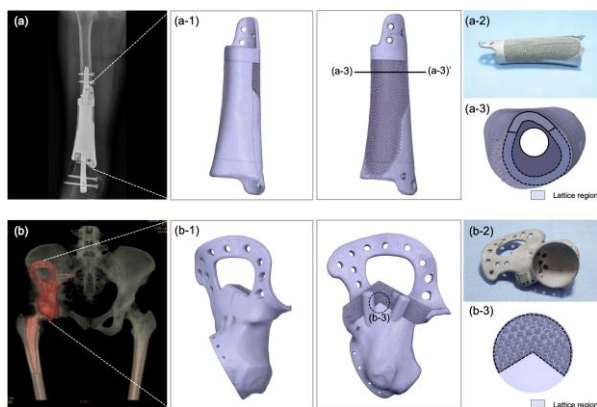 (a)
(a-1)
(a-3) (a-3)'
(a-2)
(a-3)
Lattice region
(b)
(b-1)
(b-3)
(b-2)
(b-3)
Lattice region